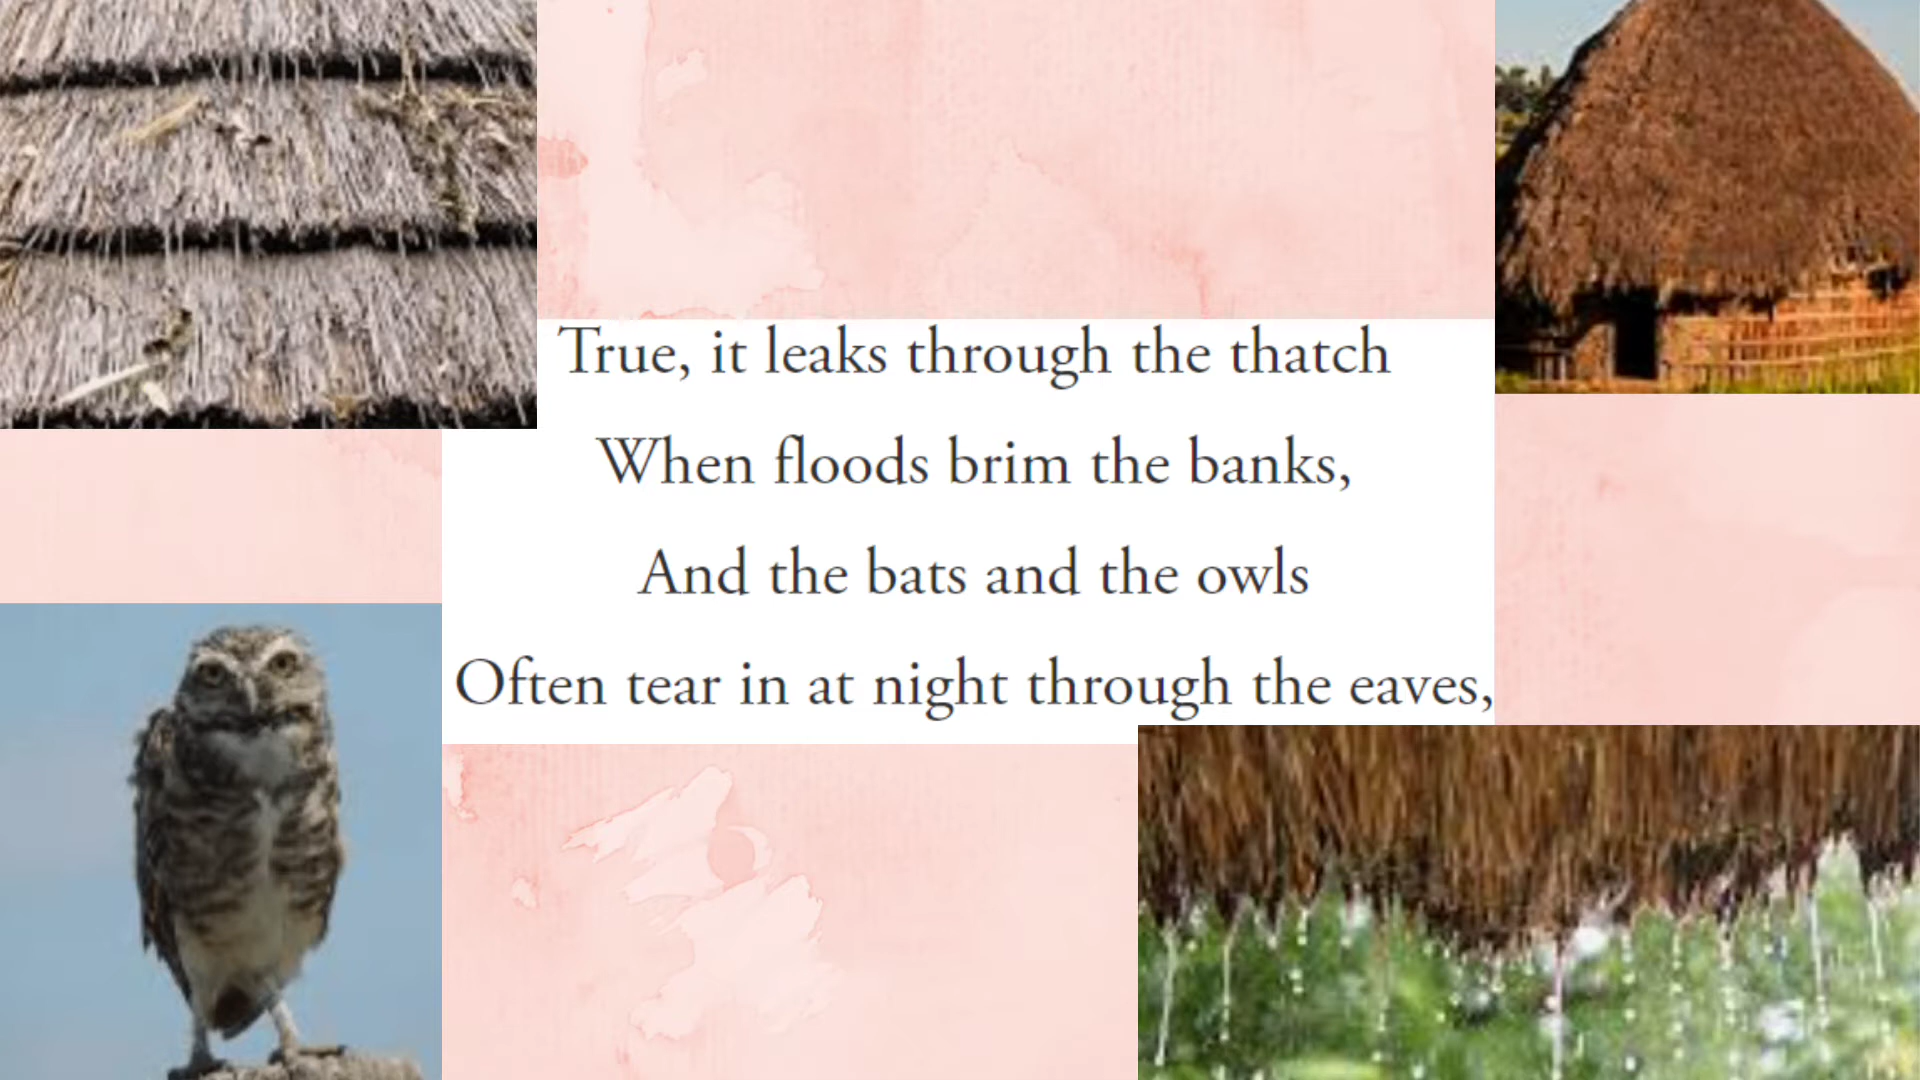 True, it leaks through the thatch
When floods brim the banks,
And the bats and the owls
Often tear in at night through the eaves,